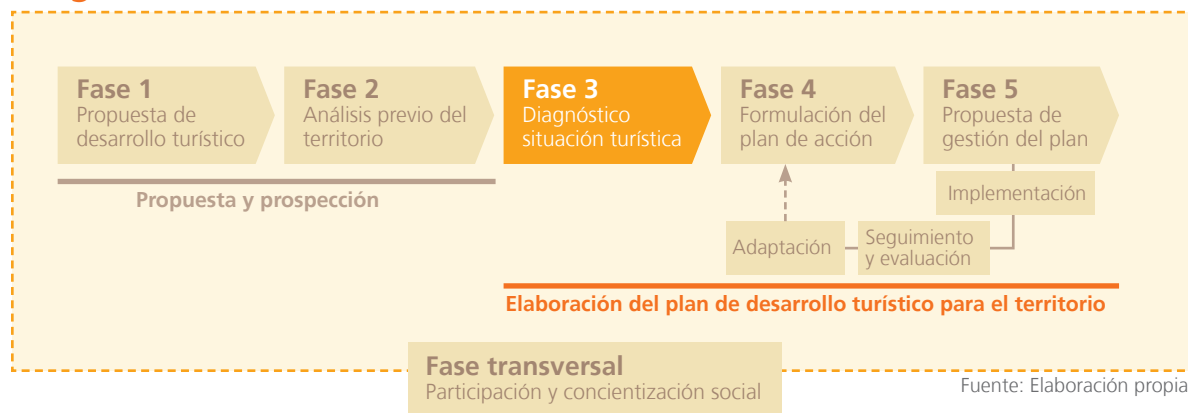 Fase 1
Propuesta de
desarrollo turístico
Fase 2
Análisis previo del
territorio
Fase 3
Diagnóstico
situación turística
Fase 4
Formulación del
plan de acción
Fase 5
Propuesta de
gestión del plan
Propuesta y prospección
Implementación
Adaptación
Seguimiento
y evaluación
Elaboración del plan de desarrollo turístico para el territorio
Fase transversal
Participación y concientización social
Fuente: Elaboración propia